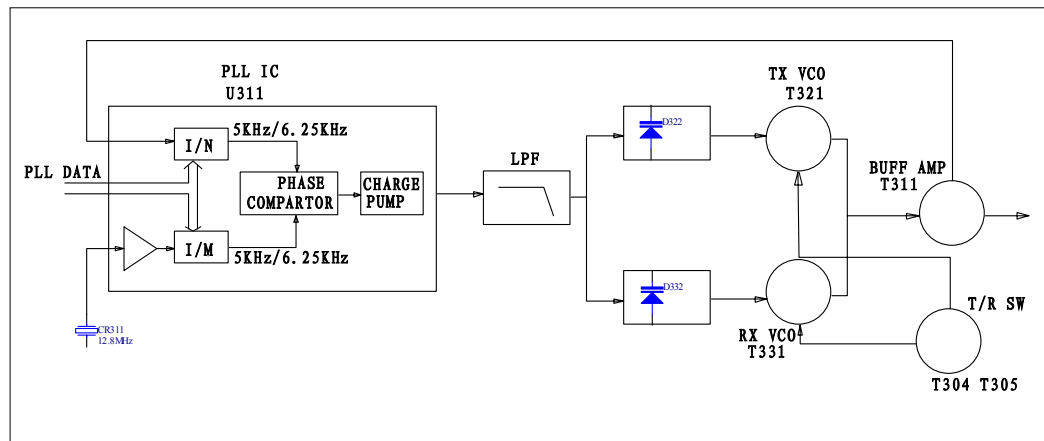 PLL IC
U311
TX VCO
T321
5KHz/6.25KHz
D322
I/N
LPF
BUFF AMP
T311
PLL DATA
PHASE
COMPARTOR
CHARGE
PUMP
I/M
5KHz/6.25KHz
D332
T/R SW
CR311
12.8MHz
RX VCO
T331
T304 T305